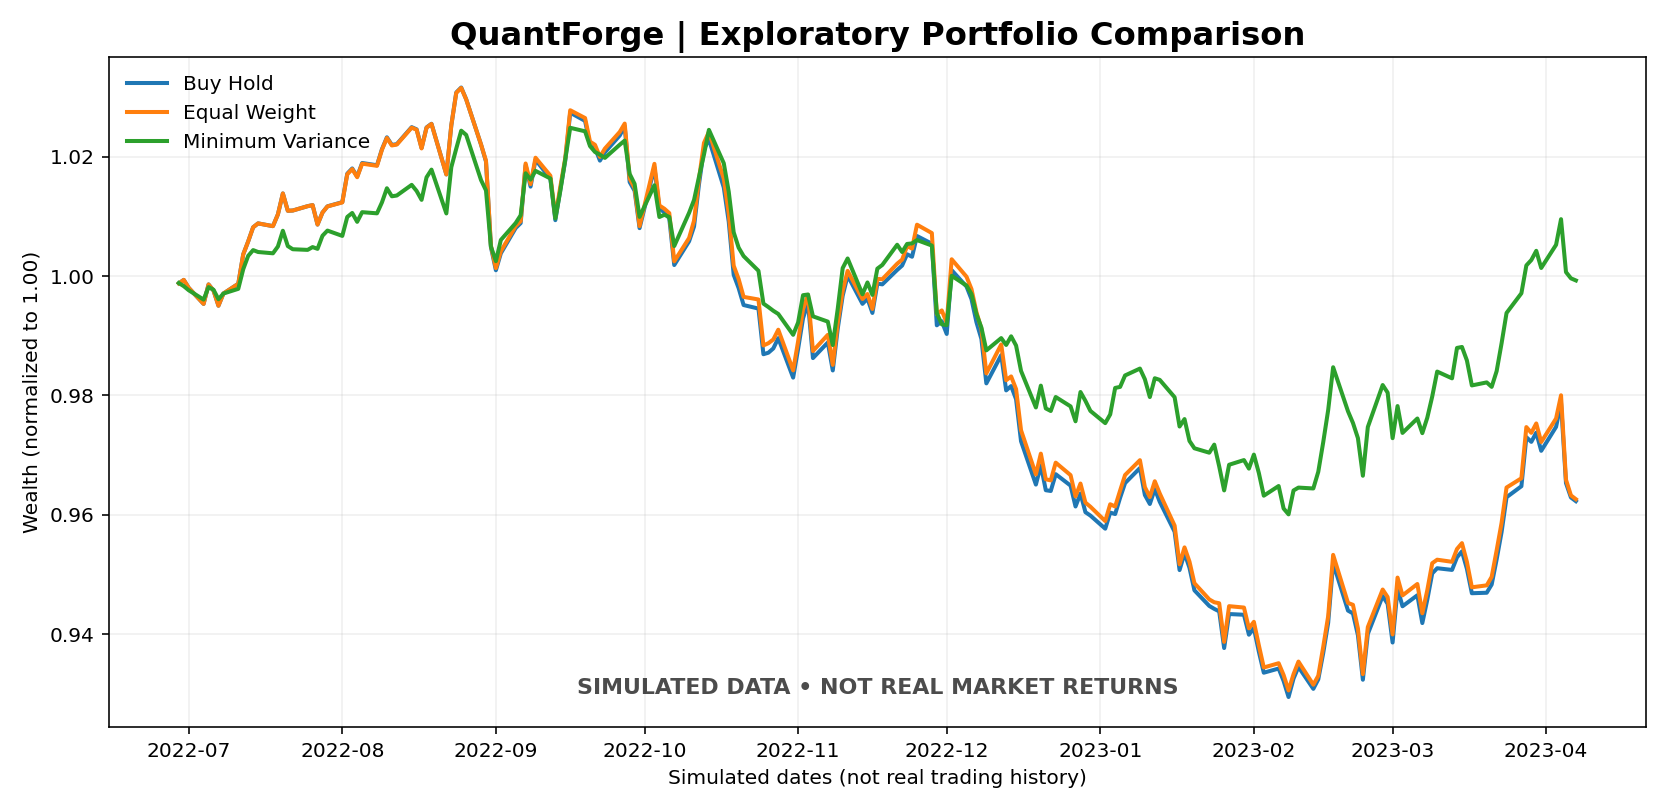 QuantForge | Exploratory Portfolio Comparison
Buy Hold
Equal Weight
Minimum Variance
Wealth (normalized to 1.00)
1.02
1.00
0.98
0.96
0.94
SIMULATED DATA • NOT REAL MARKET RETURNS
2022-07 2022-08 2022-09 2022-10 2022-11 2022-12 2023-01 2023-02 2023-03 2023-04
Simulated dates (not real trading history)